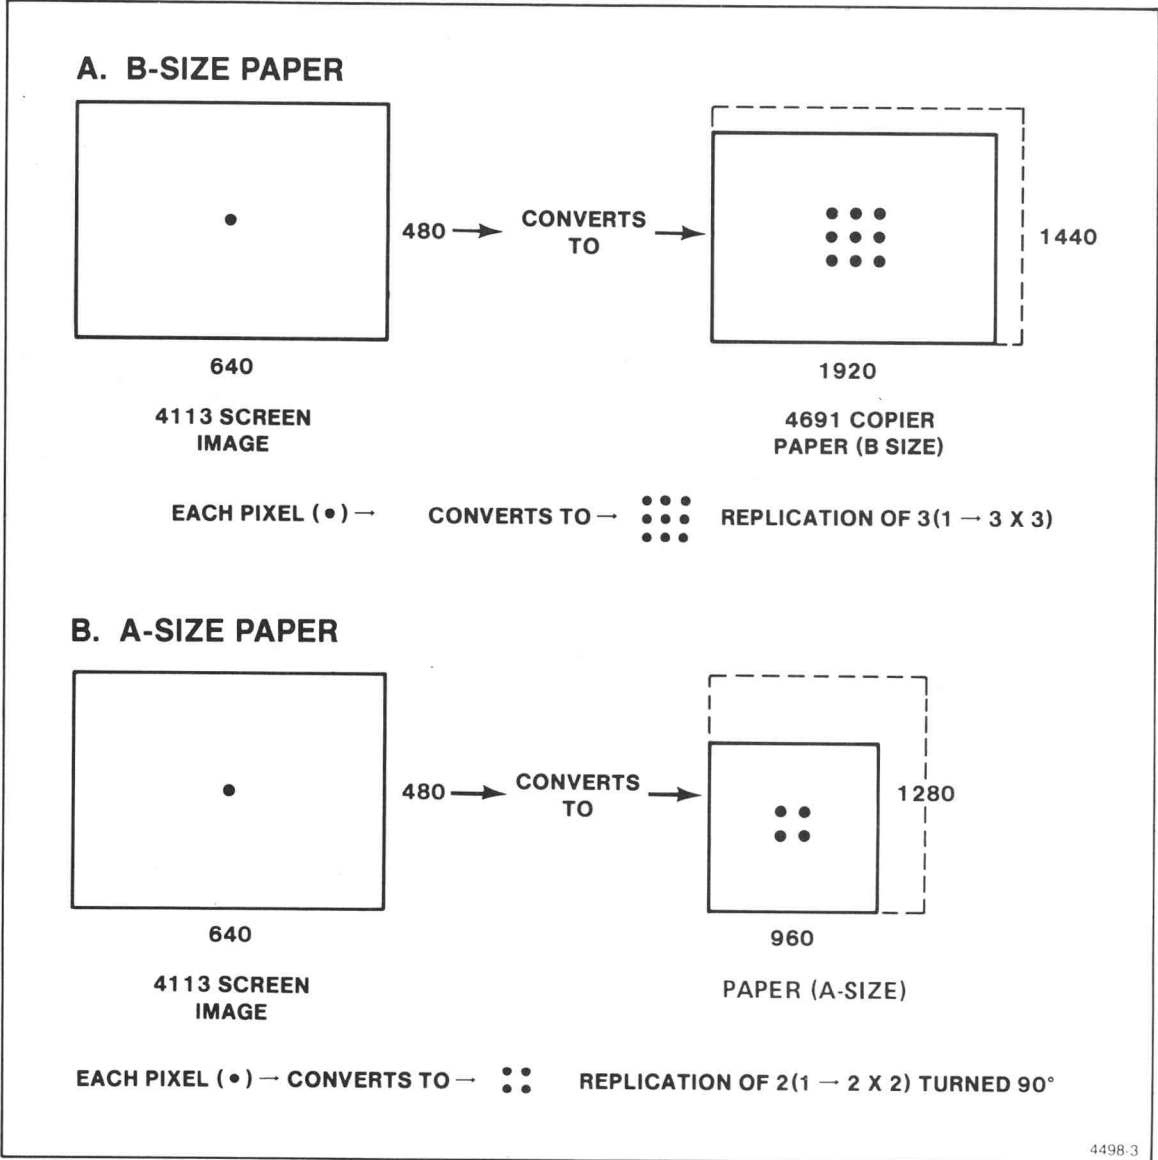 A. B-SIZE PAPER
480 → CONVERTS TO → 1440
640
1920
4113 SCREEN
IMAGE
4691 COPIER
PAPER (B SIZE)
EACH PIXEL (•) → CONVERTS TO → REPLICATION OF 3(1 → 3 X 3)
B. A-SIZE PAPER
480 → CONVERTS TO → 1280
640
960
4113 SCREEN
IMAGE
PAPER (A-SIZE)
EACH PIXEL (•) → CONVERTS TO → REPLICATION OF 2(1 → 2 X 2) TURNED 90°
4498-3